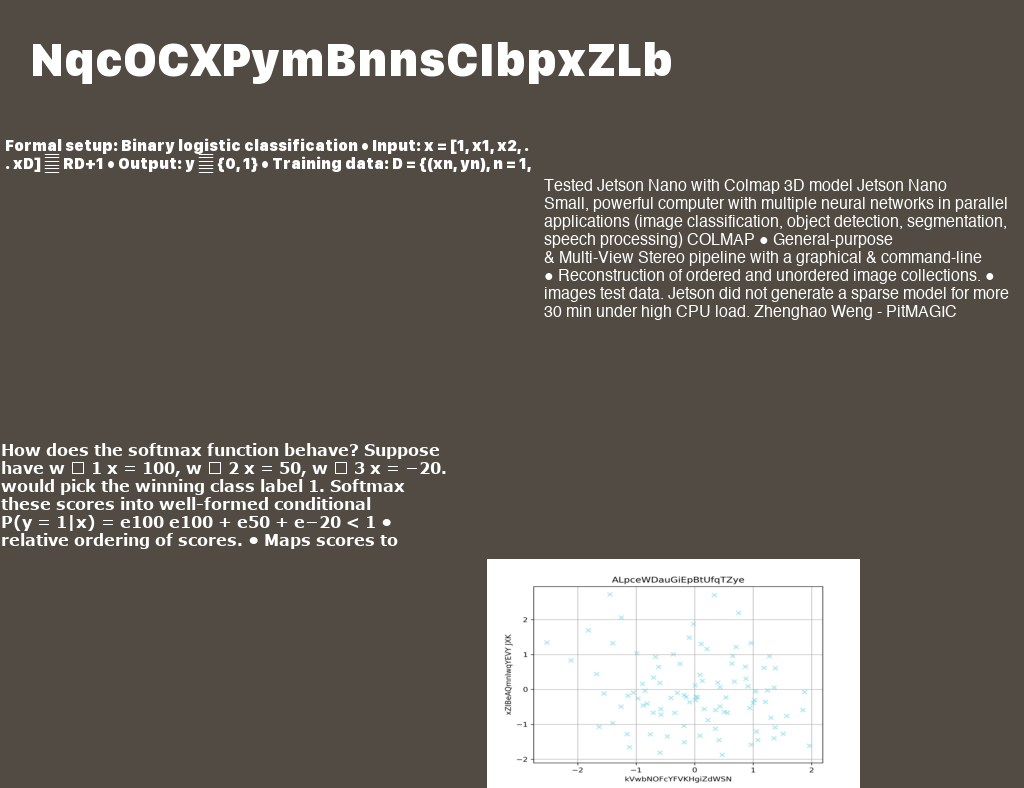 NqcOCXPymBnnsCIbpxZLb
Formal setup: Binary logistic classification • Input: x = [1, x1, x2, .
. xD] RD+1 • Output: y {0, 1} • Training data: D = {(xn, yn), n = 1,
Tested Jetson Nano with Colmap 3D model Jetson Nano
Small, powerful computer with multiple neural networks in parallel
applications (image classification, object detection, segmentation,
speech processing) COLMAP ● General-purpose
& Multi-View Stereo pipeline with a graphical & command-line
● Reconstruction of ordered and unordered image collections. ●
images test data. Jetson did not generate a sparse model for more
30 min under high CPU load. Zhenghao Weng - PitMAGIC
How does the softmax function behave? Suppose
have w □ 1 x = 100, w □ 2 x = 50, w □ 3 x = −20.
would pick the winning class label 1. Softmax
these scores into well-formed conditional
P(y = 1|x) = e100 e100 + e50 + e−20 < 1 •
relative ordering of scores. • Maps scores to
ALpceWDauGiEpBtUfqTZye
2
1
0
−1
−2
−2 −1 0 1 2
kVwbNOFcYFVKHgiZdWSN